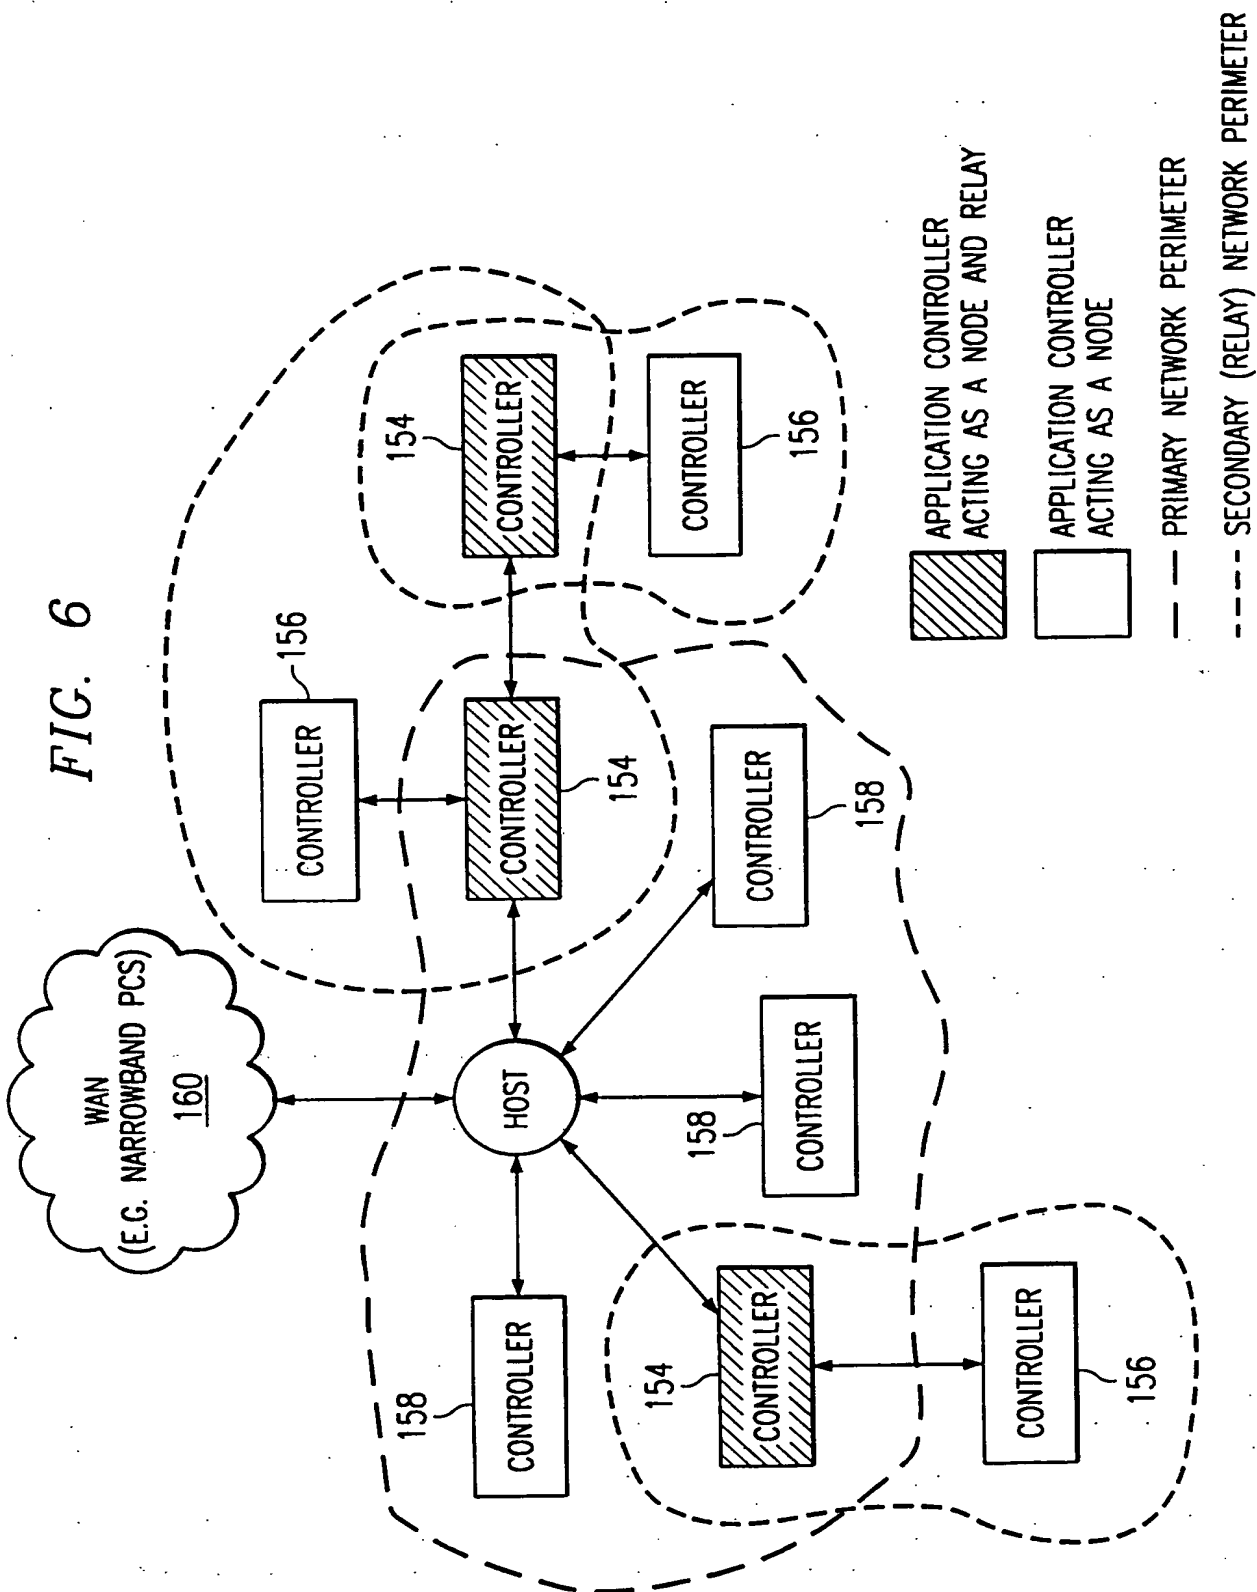 FIG. 6
WAN
(E.G. NARROWBAND PCS)
160
CONTROLLER
156
HOST
158
CONTROLLER
CONTROLLER
154
154
CONTROLLER
154
CONTROLLER
158
CONTROLLER
CONTROLLER
158
CONTROLLER
156
CONTROLLER
156
CONTROLLER
APPLICATION CONTROLLER
ACTING AS A NODE AND RELAY
APPLICATION CONTROLLER
ACTING AS A NODE
PRIMARY NETWORK PERIMETER
SECONDARY (RELAY) NETWORK PERIMETER